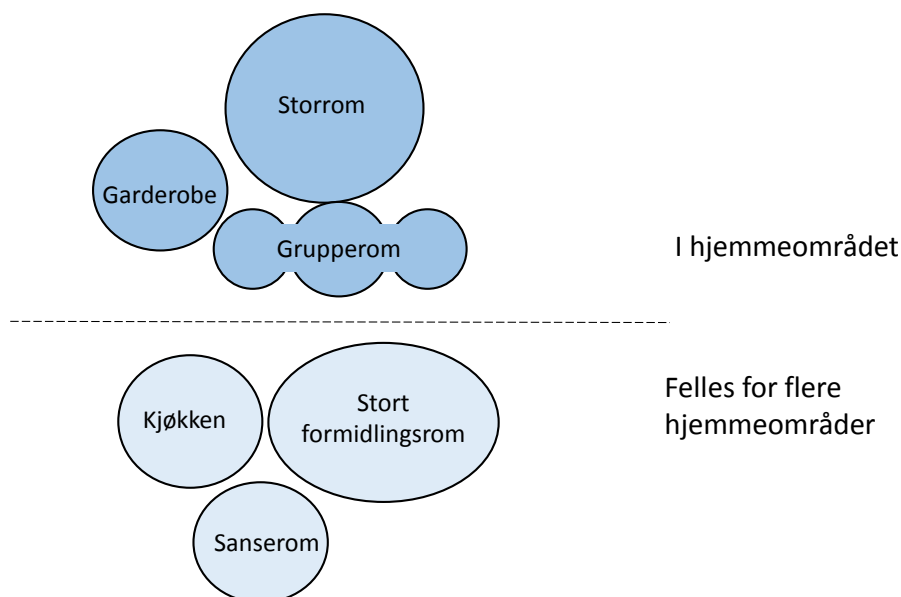 Storrom
Garderobe
Grupperom
I hjemmeområdet
Kjøkken
Stort
formidlingsrom
Sanserom
Felles for flere
hjemmeområder